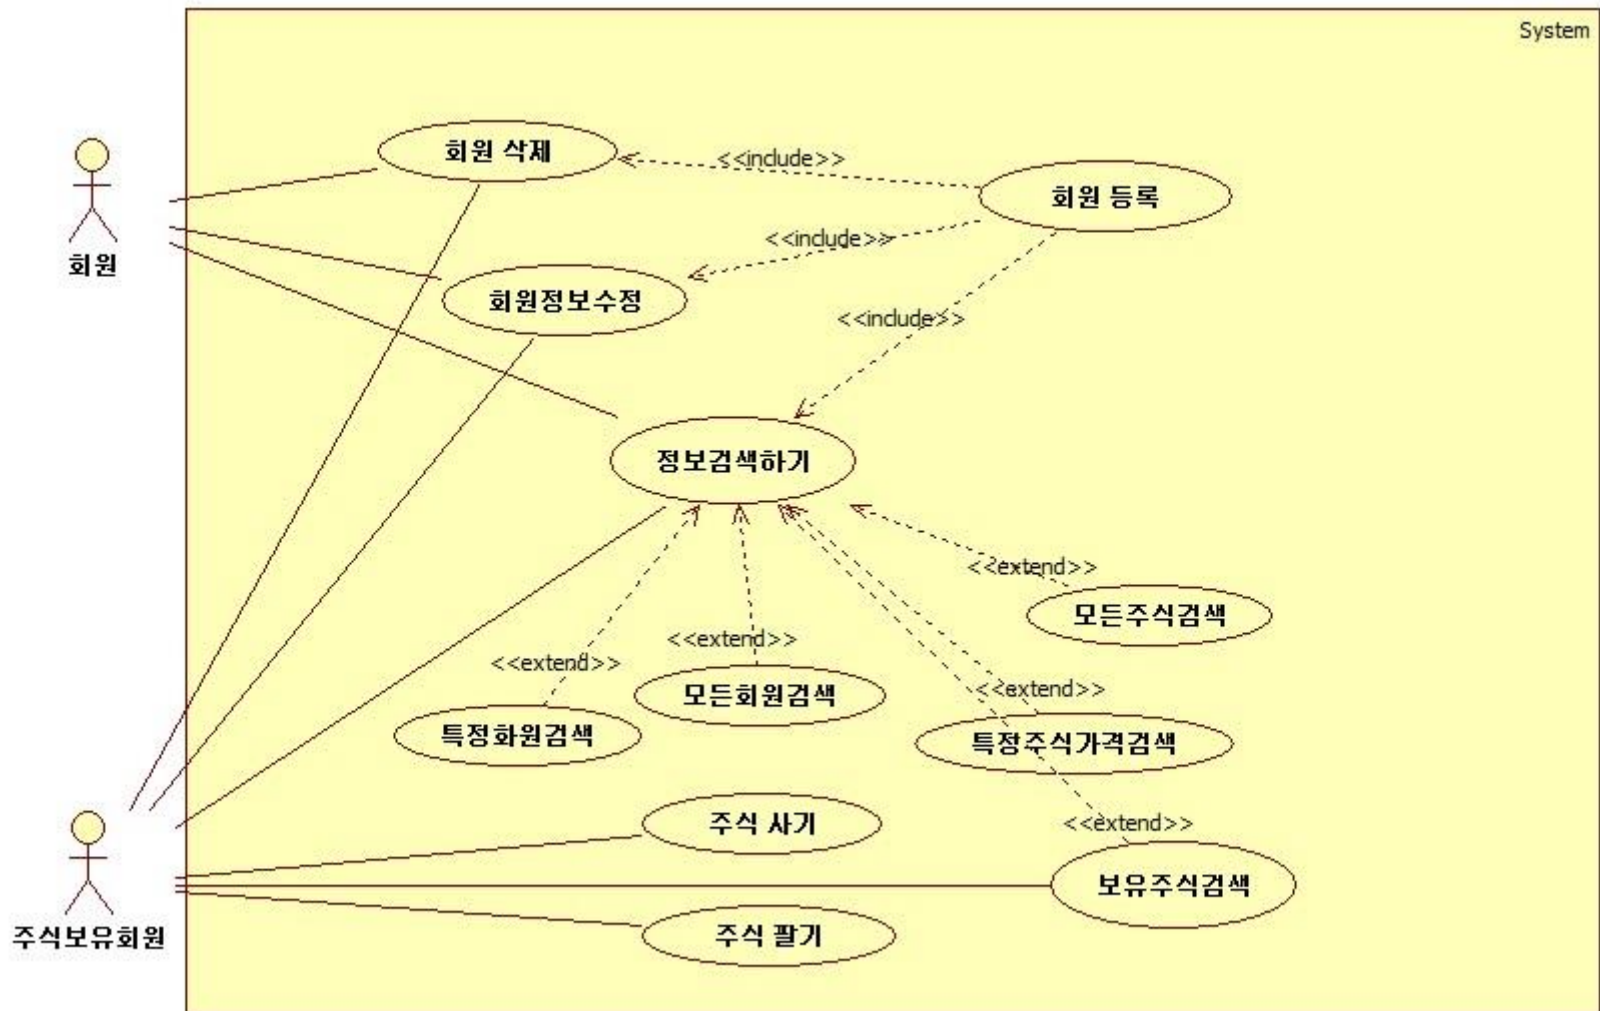 System
회원 삭제
<<include>>
회원 등록
<<include>>
회원
회원정보수정
<<include>>
정보검색하기
<<extend>>
모든주식검색
<<extend>>
<<extend>>
모든회원검색
<<extend>>
특정화원검색
특정주식가격검색
주식 사기
<<extend>>
보유주식검색
주식보유회원
주식 팔기